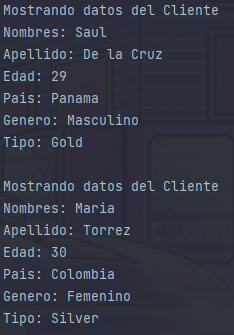 Mostrando datos del Cliente
Nombres: Saul
Apellido: De la Cruz
Edad: 29
Pais: Panama
Genero: Masculino
Tipo: Gold
Mostrando datos del Cliente
Nombres: Maria
Apellido: Torrez
Edad: 30
Pais: Colombia
Genero: Femenino
Tipo: Silver